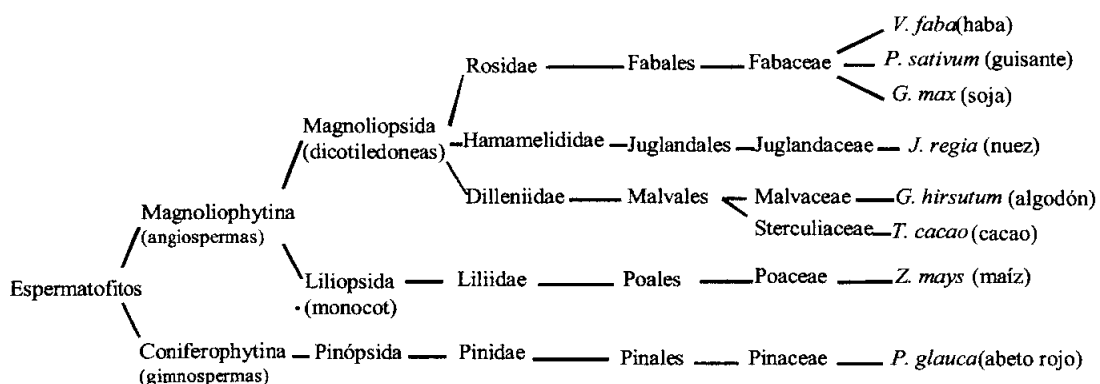 V. faba(haba)
Rosidae Fabales Fabaceae P. sativum (guisante)
G. max (soja)
Magnoliopsida
(dicotiledoneas) Hamamelididae Juglandales Juglandaceae J. regia (nuez)
Dilleniidae Malvales Malvaceae G. hirsutum (algodón)
Magnoliophytina
(angiospermas) Sterculiaceae T. cacao (cacao)
Espermatofitos Liliopsida Liliidae Poales Poaceae Z. mays (maíz)
(monocot)
Coniferophytina Pinópsida Pinidae Pinales Pinaceae P. glauca(abeto rojo)
(gimnospermas)